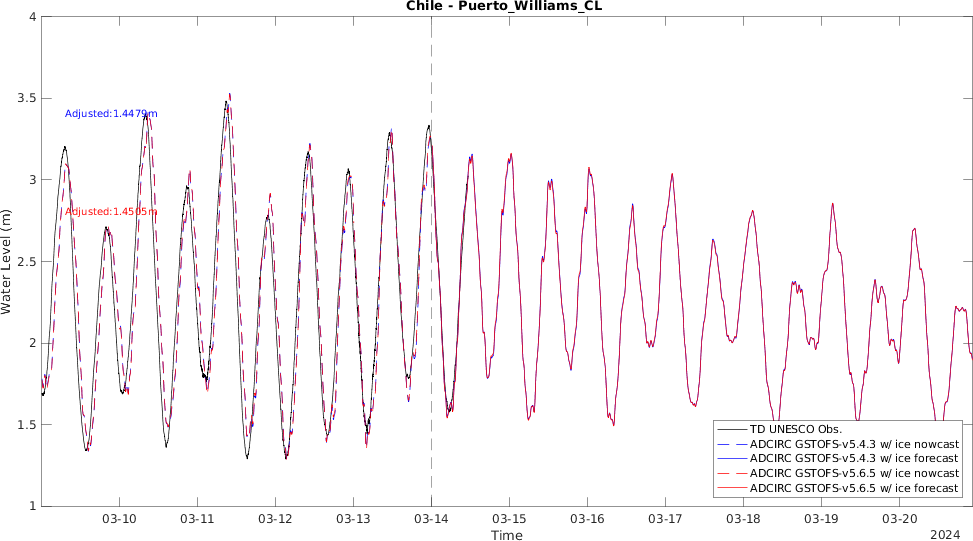 Chile - Puerto_Williams_CL
4
3.5
3
2.5
2
1.5
1
Water Level (m)
Adjusted:1.4479m
Adjusted:1.4505m
TD UNESCO Obs.
ADCIRC GSTOFS-v5.4.3 w/ ice nowcast
ADCIRC GSTOFS-v5.4.3 w/ ice forecast
ADCIRC GSTOFS-v5.6.5 w/ ice nowcast
ADCIRC GSTOFS-v5.6.5 w/ ice forecast
03-10 03-11 03-12 03-13 03-14 03-15 03-16 03-17 03-18 03-19 03-20
Time
2024